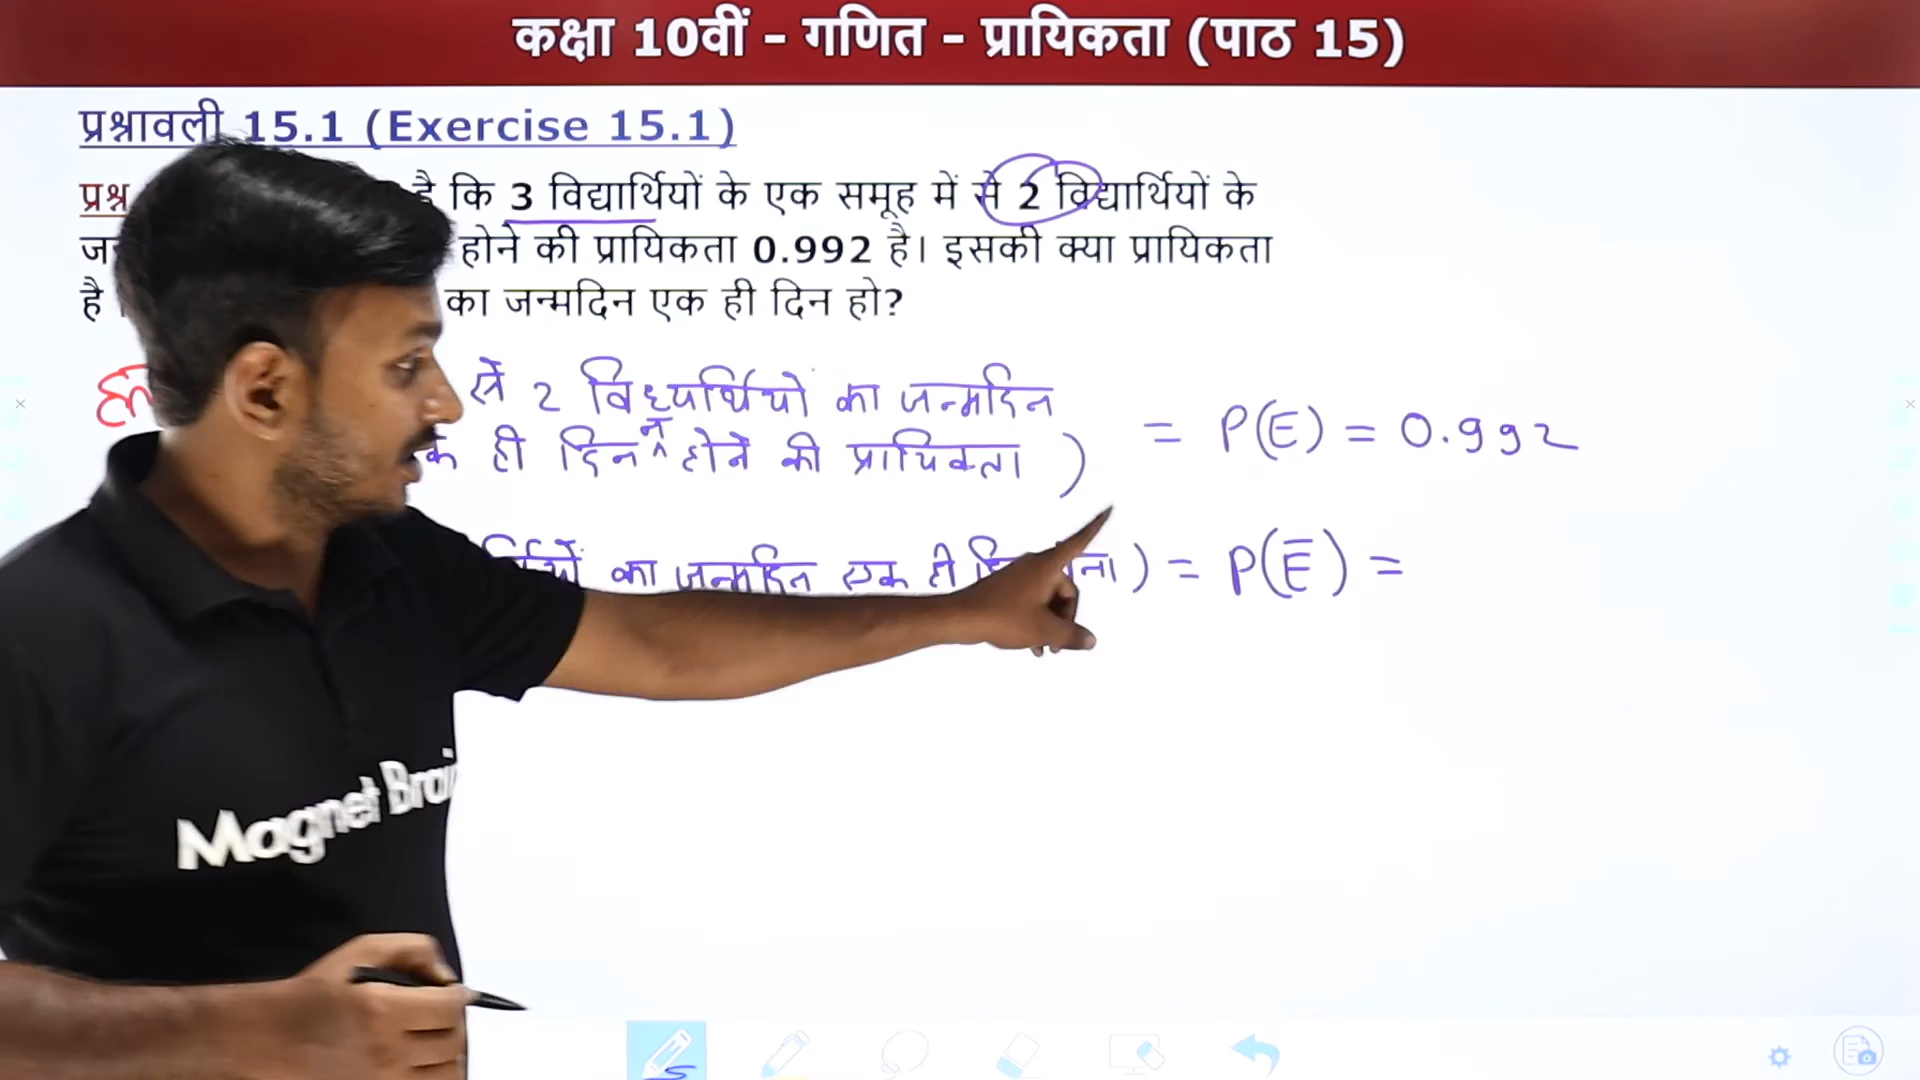 कक्षा 10वीं - गणित - प्रायिकता (पाठ 15)
प्रश्नावली 15.1 (Exercise 15.1)
प्रश्न है कि 3 विद्यार्थियों के एक समूह में से 2 विद्यार्थियों के
होने की प्रायिकता 0.992 है। इसकी क्या प्रायिकता
है का जन्मदिन एक ही दिन हो?
से 2 विध्यर्थियो का जन्मदिन
ही दिन न होने की प्रायिकता ) = P(E) = 0.992
का जन्मदिन एक ही ) = P(E̅) =
Magnet Brai